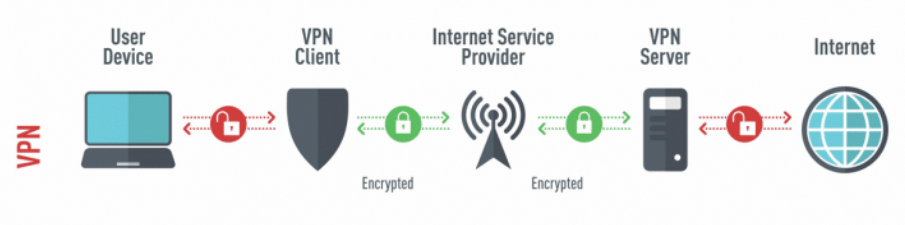 User
Device
VPN
Client
Internet Service
Provider
VPN
Server
Internet
VPN
Encrypted
Encrypted